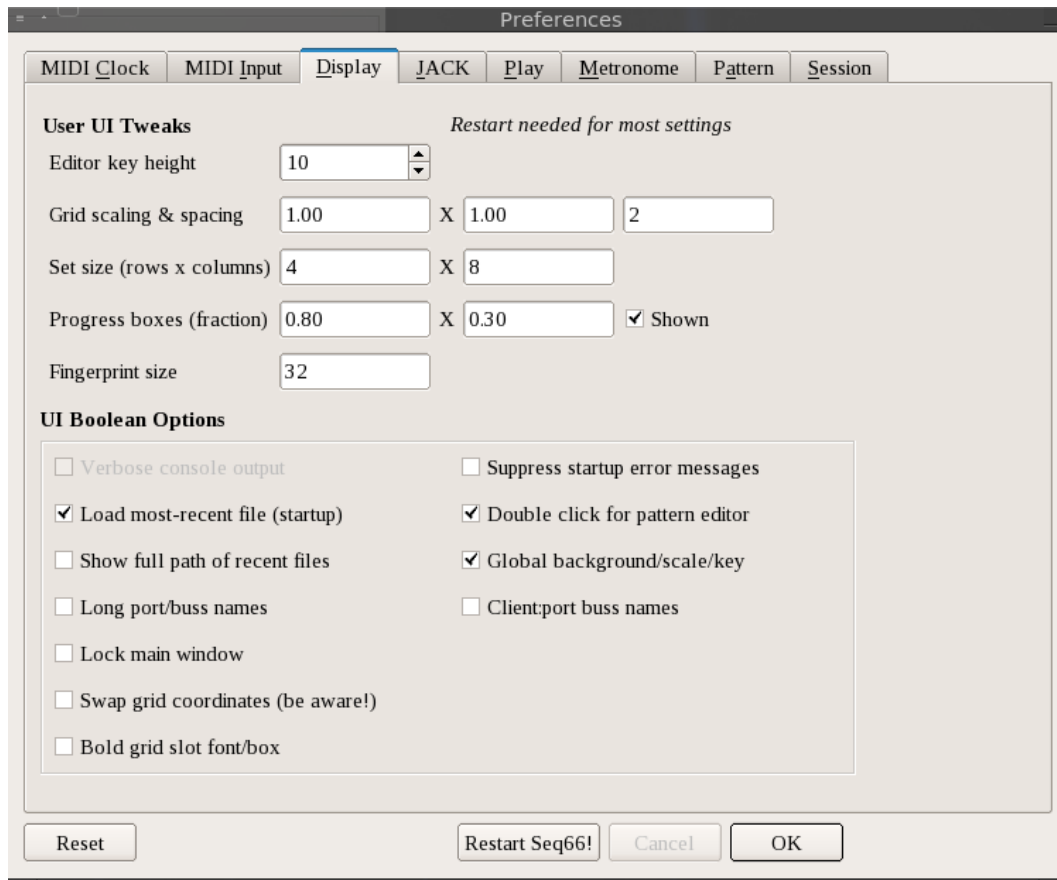 Preferences
MIDI Clock MIDI Input Display JACK Play Metronome Pattern Session
User UI Tweaks Restart needed for most settings
Editor key height 10
Grid scaling & spacing 1.00 X 1.00 2
Set size (rows x columns) 4 X 8
Progress boxes (fraction) 0.80 X 0.30 Shown
Fingerprint size 32
UI Boolean Options
Verbose console output Suppress startup error messages
Load most-recent file (startup) Double click for pattern editor
Show full path of recent files Global background/scale/key
Long port/buss names Client:port buss names
Lock main window
Swap grid coordinates (be aware!)
Bold grid slot font/box
Reset Restart Seq66! Cancel OK